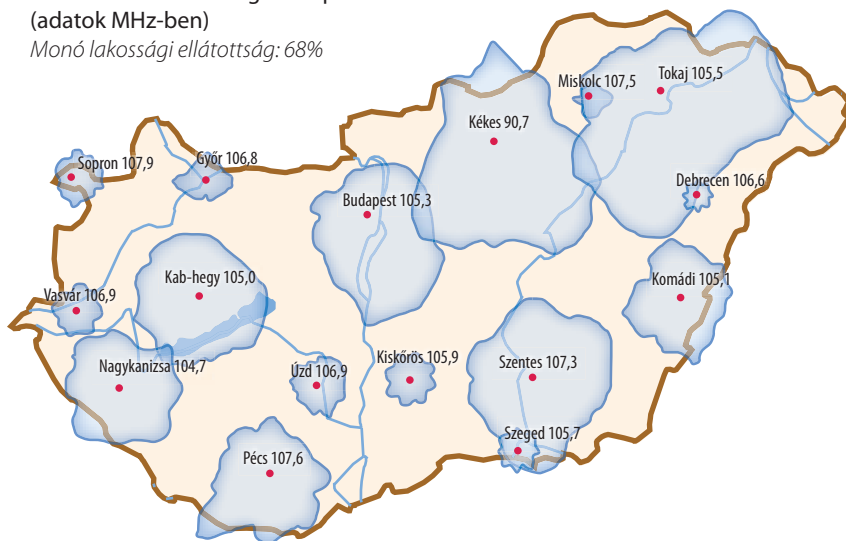 (adatok MHz-ben)
Monó lakossági ellátottság: 68%
Miskolc 107,5
Tokaj 105,5
Kékes 90,7
Sopron 107,9
Győr 106,8
Debrecen 106,6
Budapest 105,3
Kab-hegy 105,0
Komádi 105,1
Vasvár 106,9
Nagykanizsa 104,7
Úzd 106,9
Kiskőrös 105,9
Szentes 107,3
Szeged 105,7
Pécs 107,6